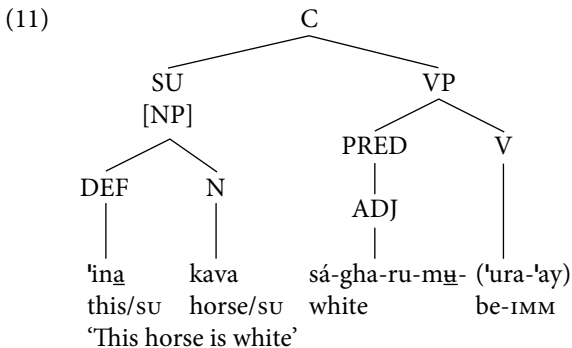 (11) C
SU VP
[NP]
PRED V
DEF N
ADJ
ˈina̲ kava sá-gha-ru-mʉ̲- (ˈura-ˈay)
this/SU horse/SU white be-IMM
‘This horse is white’